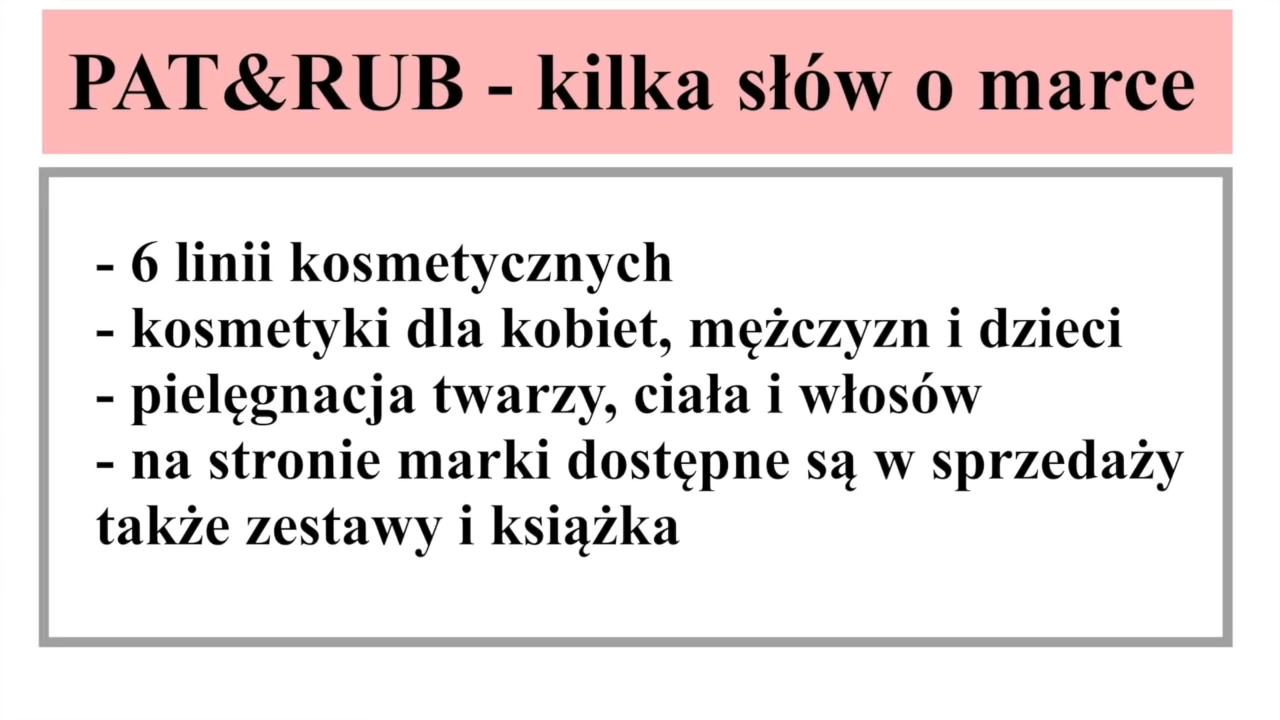 PAT&RUB - kilka słów o marce
- 6 linii kosmetycznych
- kosmetyki dla kobiet, mężczyzn i dzieci
- pielęgnacja twarzy, ciała i włosów
- na stronie marki dostępne są w sprzedaży
także zestawy i książka